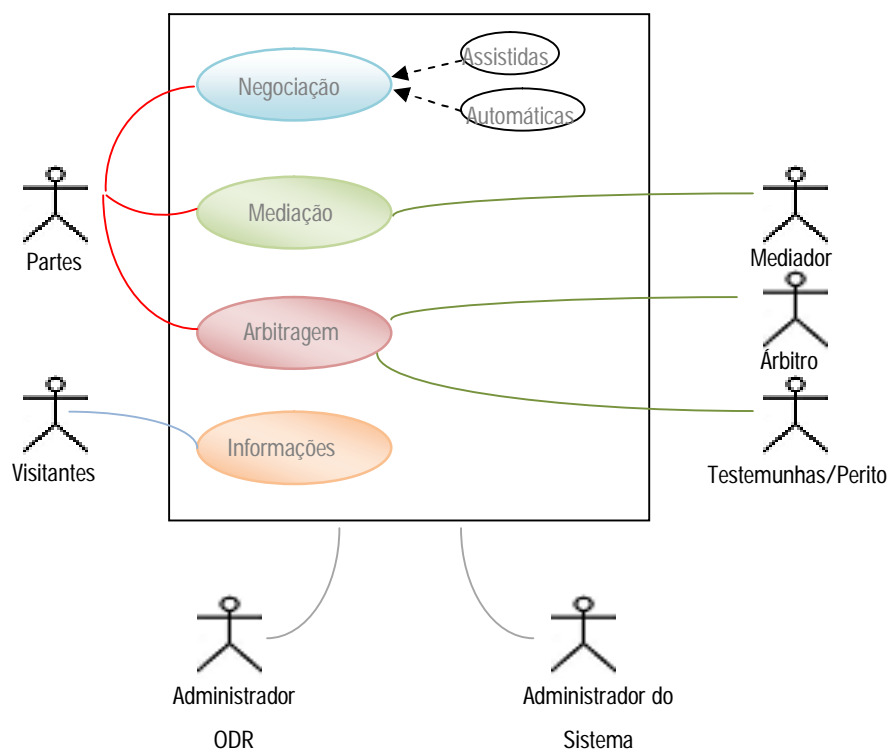 Assistidas
Negociação
Automáticas
Mediação
Partes
Mediador
Arbitragem
Árbitro
Informações
Visitantes
Testemunhas/Perito
Administrador
ODR
Administrador do
Sistema